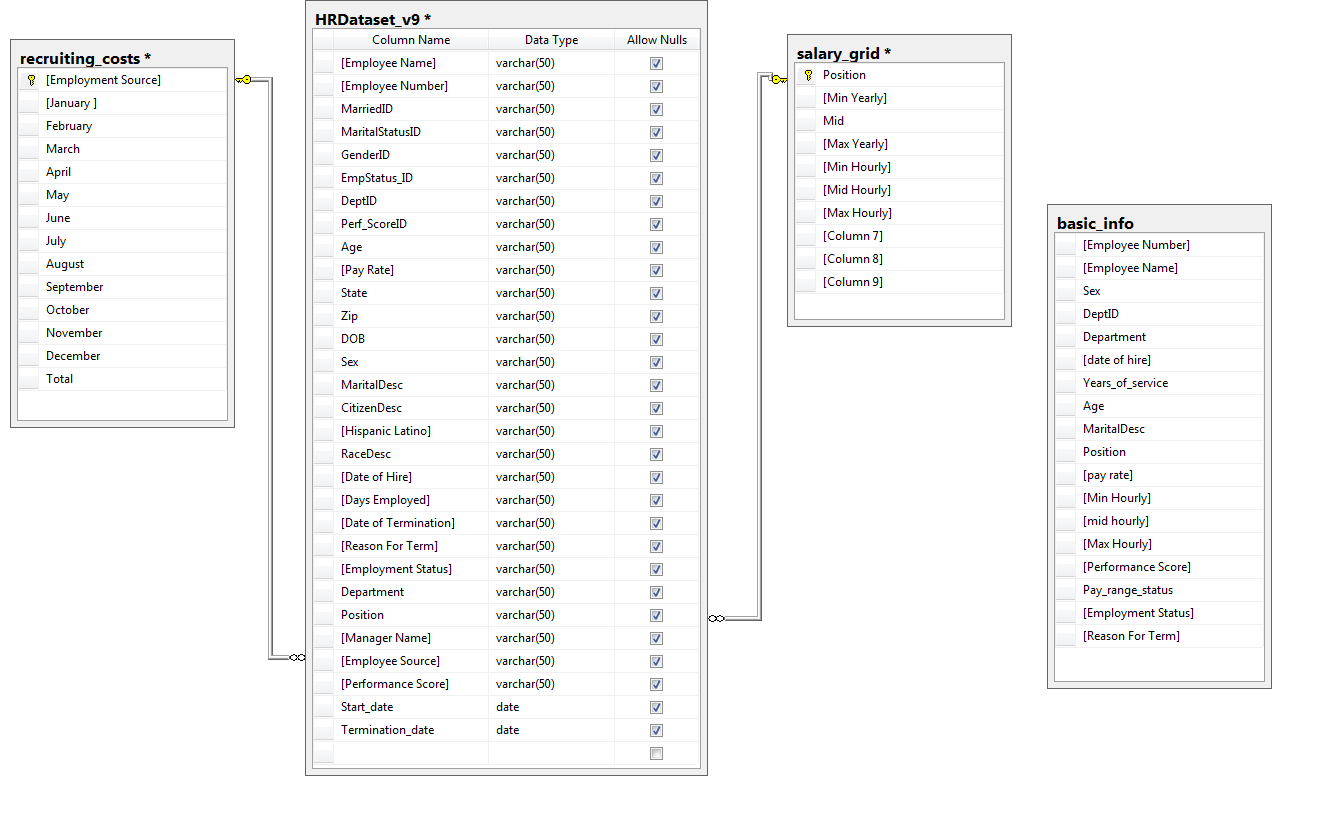 recruiting_costs *
[Employment Source]
[January ]
February
March
April
May
June
July
August
September
October
November
December
Total
HRDataset_v9 *
Column Name Data Type Allow Nulls
[Employee Name] varchar(50)
[Employee Number] varchar(50)
MarriedID varchar(50)
MaritalStatusID varchar(50)
GenderID varchar(50)
EmpStatus_ID varchar(50)
DeptID varchar(50)
Perf_ScoreID varchar(50)
Age varchar(50)
[Pay Rate] varchar(50)
State varchar(50)
Zip varchar(50)
DOB varchar(50)
Sex varchar(50)
MaritalDesc varchar(50)
CitizenDesc varchar(50)
[Hispanic Latino] varchar(50)
RaceDesc varchar(50)
[Date of Hire] varchar(50)
[Days Employed] varchar(50)
[Date of Termination] varchar(50)
[Reason For Term] varchar(50)
[Employment Status] varchar(50)
Department varchar(50)
Position varchar(50)
[Manager Name] varchar(50)
[Employee Source] varchar(50)
[Performance Score] varchar(50)
Start_date date
Termination_date date
salary_grid *
Position
[Min Yearly]
Mid
[Max Yearly]
[Min Hourly]
[Mid Hourly]
[Max Hourly]
[Column 7]
[Column 8]
[Column 9]
basic_info
[Employee Number]
[Employee Name]
Sex
DeptID
Department
[date of hire]
Years_of_service
Age
MaritalDesc
Position
[pay rate]
[Min Hourly]
[mid hourly]
[Max Hourly]
[Performance Score]
Pay_range_status
[Employment Status]
[Reason For Term]